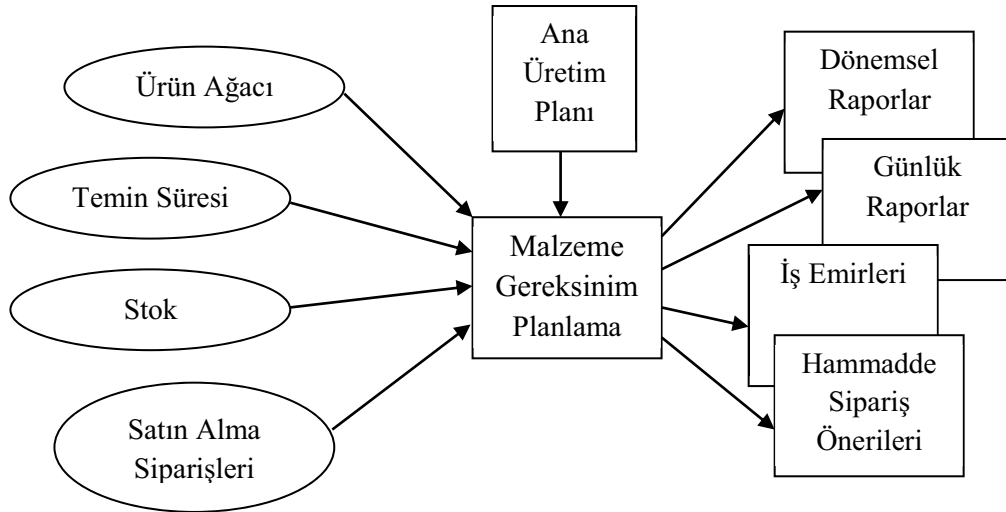 Ana
Üretim
Planı
Ürün Ağacı
Temin Süresi
Stok
Satın Alma
Siparişleri
Malzeme
Gereksinim
Planlama
Dönemsel
Raporlar
Günlük
Raporlar
İş Emirleri
Hammadde
Sipariş
Önerileri